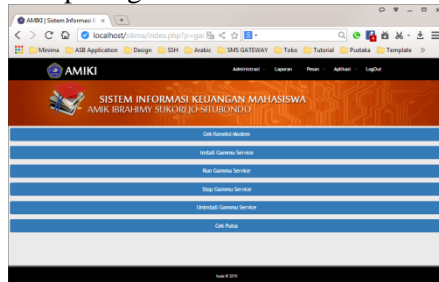 AMIKI | Sistem Informasi K
localhost/sikma/index.php?p=gai
Minima ASB Application Design SSH Arabic SMS GATEWAY Toko Tutorial Pustaka Template
AMIKI
Administrasi Laporan Pesan Aplikasi LogOut
SISTEM INFORMASI KEUANGAN MAHASISWA
AMIK IBRAHIMY SUKOREJO SITUBONDO
Cek Koneksi Modem
Install Gammu Service
Run Gammu Service
Stop Gammu Service
Uninstall Gammu Service
Cek Pulsa